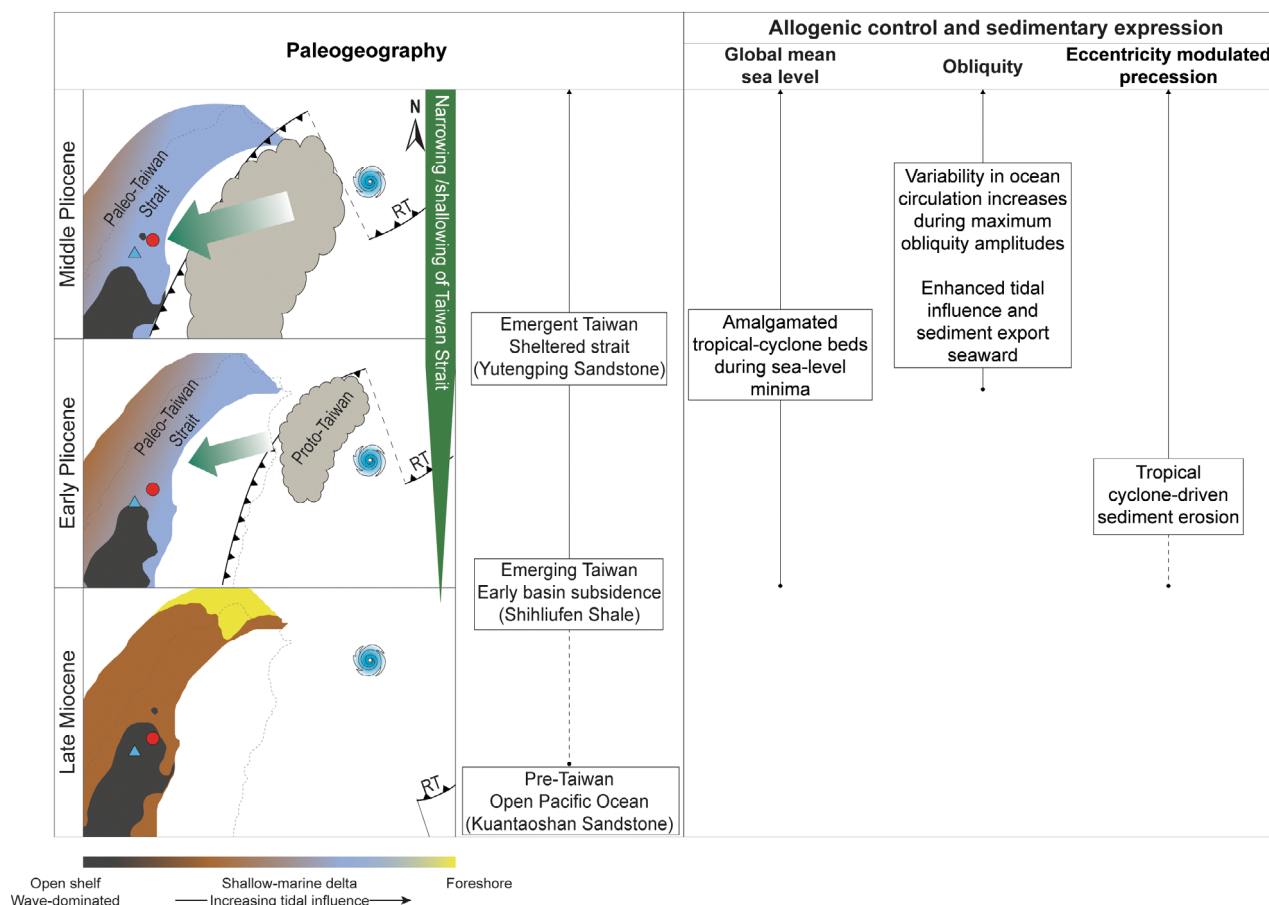 Paleogeography
Allogenic control and sedimentary expression
Global mean
sea level
Obliquity
Eccentricity modulated
precession
Middle Pliocene
Paleo-Taiwan
Strait
N
RT
Narrowing /shallowing of Taiwan Strait
Early Pliocene
Paleo-Taiwan
Strait
Proto-Taiwan
RT
Late Miocene
RT
Emergent Taiwan
Sheltered strait
(Yutengping Sandstone)
Emerging Taiwan
Early basin subsidence
(Shihliufen Shale)
Pre-Taiwan
Open Pacific Ocean
(Kuantaoshan Sandstone)
Amalgamated
tropical-cyclone beds
during sea-level
minima
Variability in ocean
circulation increases
during maximum
obliquity amplitudes
Enhanced tidal
influence and
sediment export
seaward
Tropical
cyclone-driven
sediment erosion
Open shelf
Wave-dominated
Shallow-marine delta
Increasing tidal influence
Foreshore